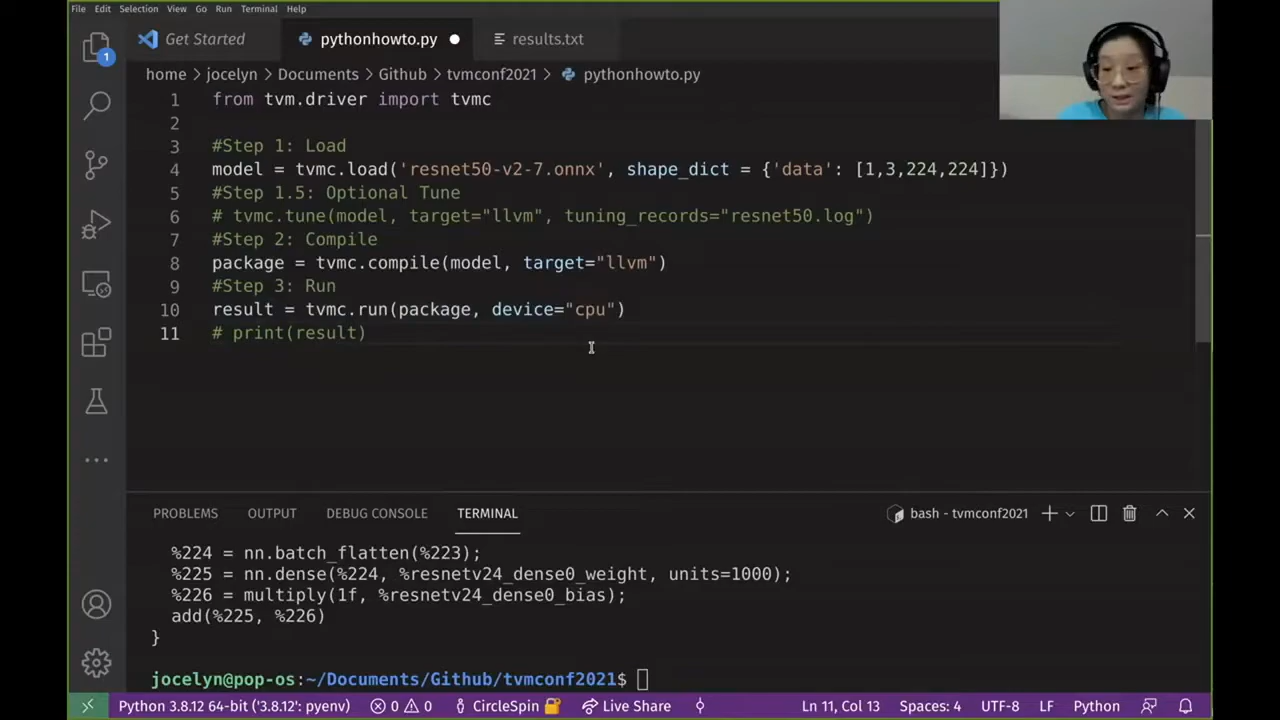 File Edit Selection View Go Run Terminal Help
Get Started pythonhowto.py results.txt
home > jocelyn > Documents > Github > tvmconf2021 > pythonhowto.py
1 from tvm.driver import tvmc
2
3 #Step 1: Load
4 model = tvmc.load('resnet50-v2-7.onnx', shape_dict = {'data': [1,3,224,224]})
5 #Step 1.5: Optional Tune
6 # tvmc.tune(model, target="llvm", tuning_records="resnet50.log")
7 #Step 2: Compile
8 package = tvmc.compile(model, target="llvm")
9 #Step 3: Run
10 result = tvmc.run(package, device="cpu")
11 # print(result)
1
PROBLEMS OUTPUT DEBUG CONSOLE TERMINAL bash - tvmconf2021
%224 = nn.batch_flatten(%223);
%225 = nn.dense(%224, %resnetv24_dense0_weight, units=1000);
%226 = multiply(1f, %resnetv24_dense0_bias);
add(%225, %226)
}
jocelyn@pop-os:~/Documents/Github/tvmconf2021$
Python 3.8.12 64-bit ('3.8.12': pyenv) 0 0 CircleSpin Live Share Ln 11, Col 13 Spaces: 4 UTF-8 LF Python